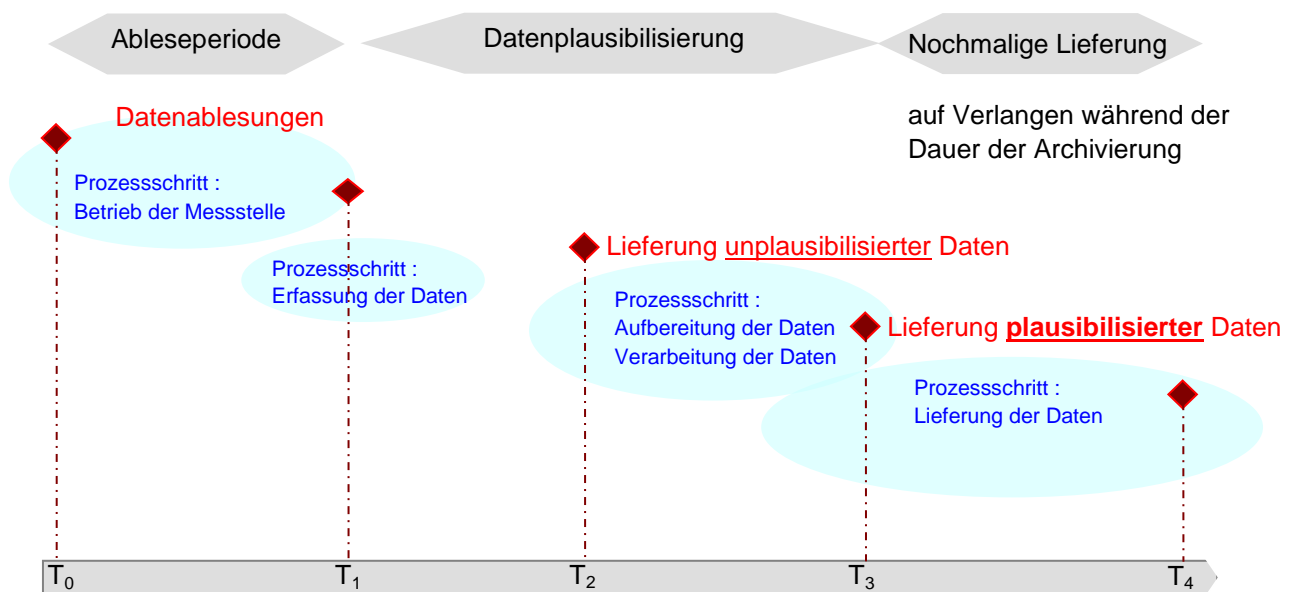 Ableseperiode
Datenplausibilisierung
Nochmalige Lieferung
auf Verlangen während der
Dauer der Archivierung
Datenablesungen
Prozessschritt :
Betrieb der Messstelle
Prozessschritt :
Erfassung der Daten
Lieferung unplausibilisierter Daten
Prozessschritt :
Aufbereitung der Daten
Verarbeitung der Daten
Lieferung plausibilisierter Daten
Prozessschritt :
Lieferung der Daten
T0
T1
T2
T3
T4